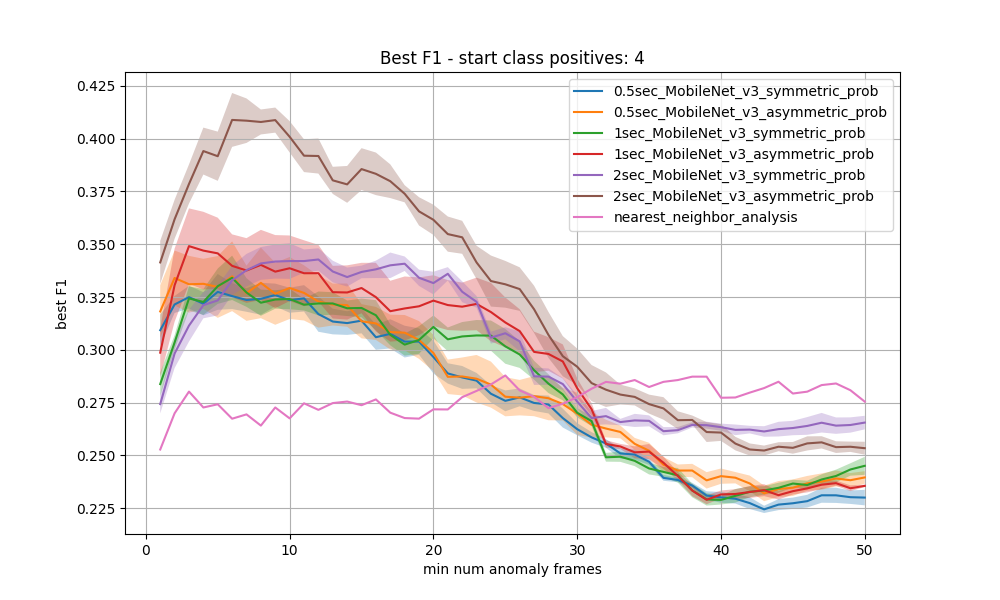 Best F1 - start class positives: 4
0.425
0.400
0.375
0.350
0.325
0.300
0.275
0.250
0.225
best F1
0.5sec_MobileNet_v3_symmetric_prob
0.5sec_MobileNet_v3_asymmetric_prob
1sec_MobileNet_v3_symmetric_prob
1sec_MobileNet_v3_asymmetric_prob
2sec_MobileNet_v3_symmetric_prob
2sec_MobileNet_v3_asymmetric_prob
nearest_neighbor_analysis
0 10 20 30 40 50
min num anomaly frames